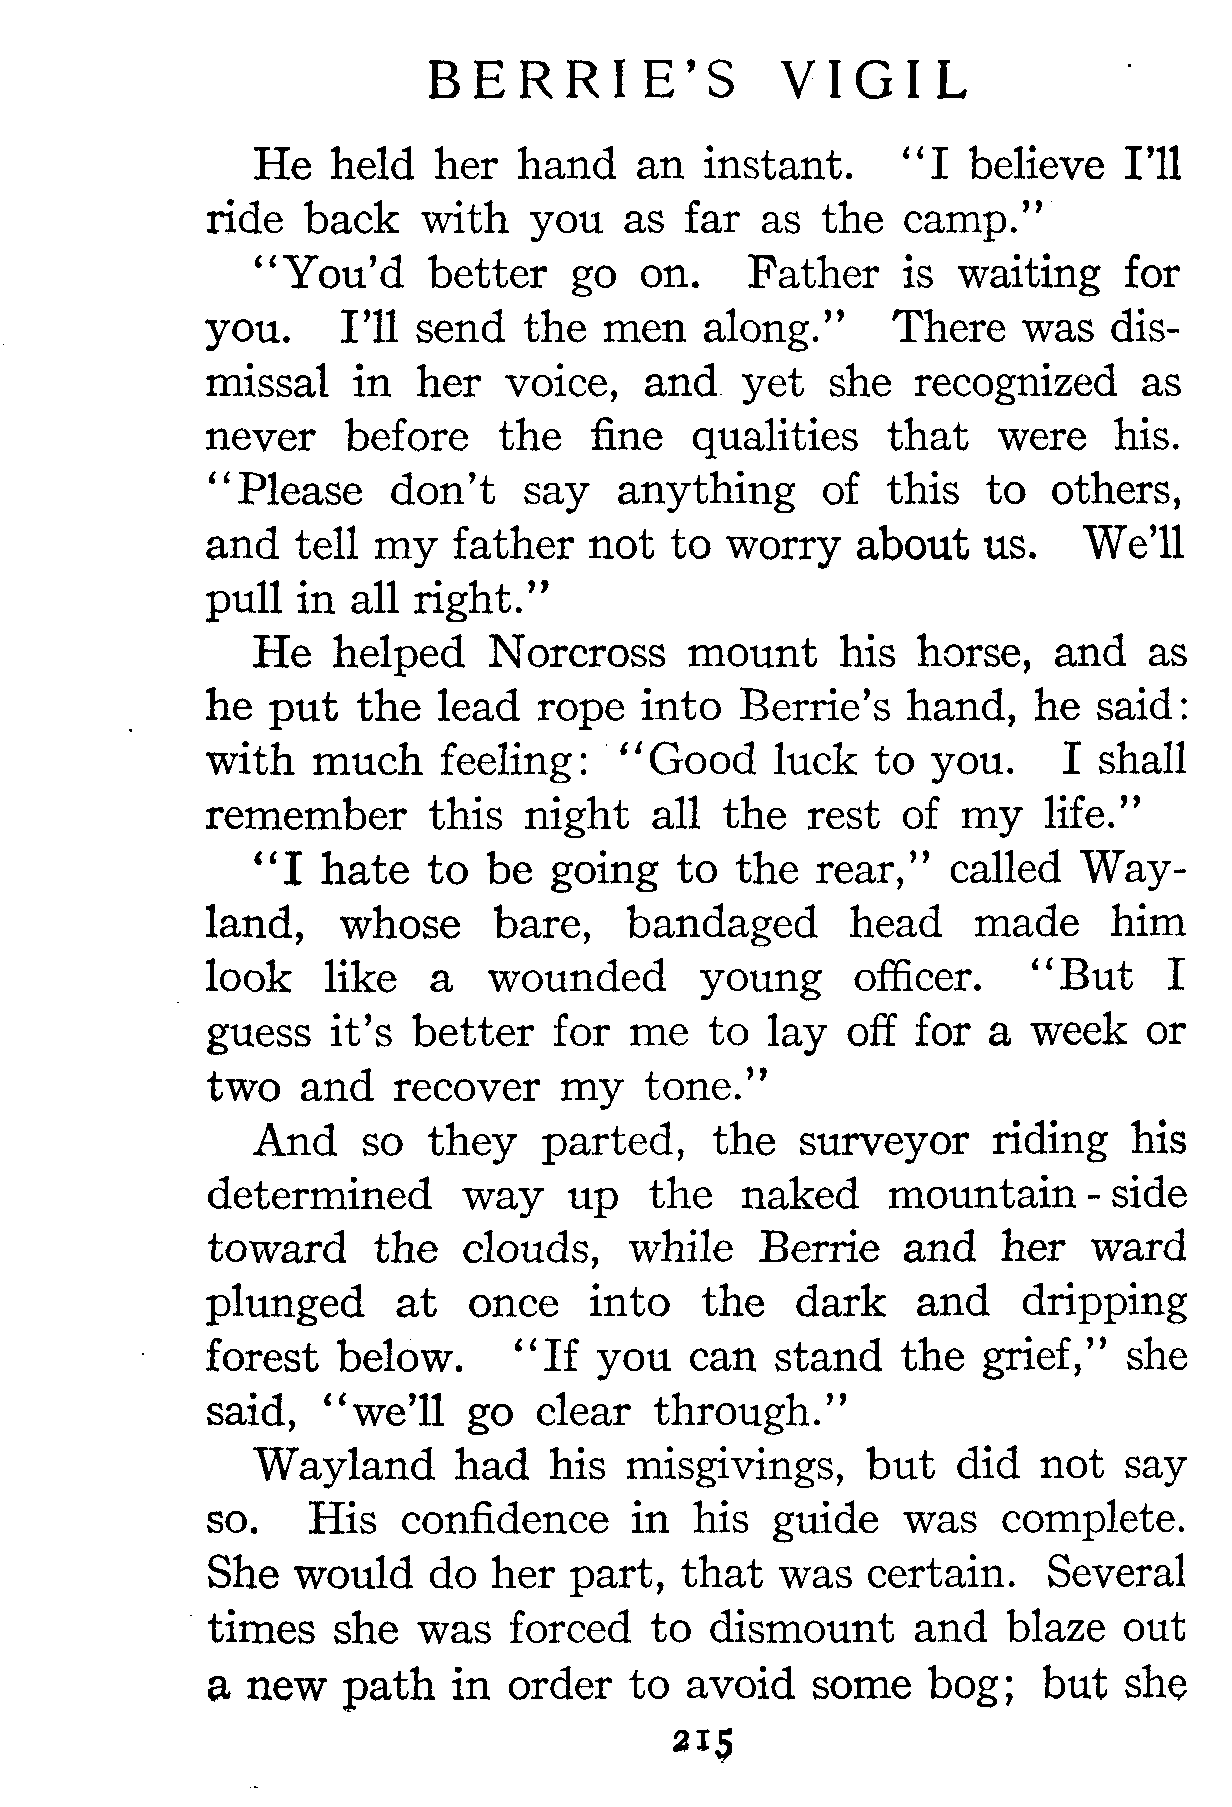 BERRIE'S VIGIL
He held her hand an instant. "I believe I'll
ride back with you as far as the camp."
"You'd better go on. Father is waiting for
you. I'll send the men along." There was dis-
missal in her voice, and yet she recognized as
never before the fine qualities that were his.
"Please don't say anything of this to others,
and tell my father not to worry about us. We'll
pull in all right."
He helped Norcross mount his horse, and as
he put the lead rope into Berrie's hand, he said:
with much feeling: "Good luck to you. I shall
remember this night all the rest of my life."
"I hate to be going to the rear," called Way-
land, whose bare, bandaged head made him
look like a wounded young officer. "But I
guess it's better for me to lay off for a week or
two and recover my tone."
And so they parted, the surveyor riding his
determined way up the naked mountain-side
toward the clouds, while Berrie and her ward
plunged at once into the dark and dripping
forest below. "If you can stand the grief," she
said, "we'll go clear through."
Wayland had his misgivings, but did not say
so. His confidence in his guide was complete.
She would do her part, that was certain. Several
times she was forced to dismount and blaze out
a new path in order to avoid some bog; but she
215